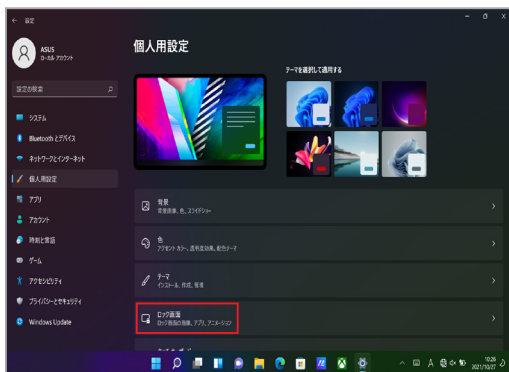 設定
ASUS
ローカル アカウント
設定の検索
システム
Bluetooth とデバイス
ネットワークとインターネット
個人用設定
アプリ
アカウント
時刻と言語
ゲーム
アクセシビリティ
プライバシーとセキュリティ
Windows Update
個人用設定
テーマを選択して適用する
背景
背景画像、色、スライドショー
色
アクセント カラー、透明度効果、配色テーマ
テーマ
インストール、作成、管理
ロック画面
ロック画面の画像、アプリ、アニメーション
A
10:26
2021/10/27